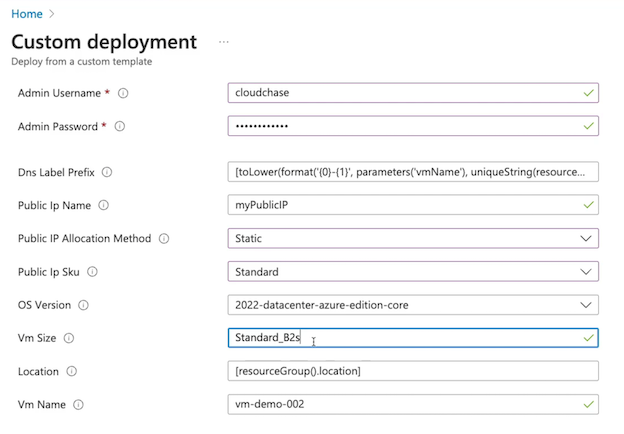 Home >
Custom deployment ...
Deploy from a custom template
Admin Username * cloudchase
Admin Password * ••••••••••••
Dns Label Prefix [toLower(format('{0}-{1}', parameters('vmName'), uniqueString(resource...
Public Ip Name myPublicIP
Public IP Allocation Method Static
Public Ip Sku Standard
OS Version 2022-datacenter-azure-edition-core
Vm Size Standard_B2s
Location [resourceGroup().location]
Vm Name vm-demo-002